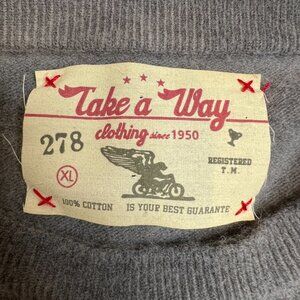 Take a Way
clothing since 1950
278
XL
REGISTERED
T.M.
100% COTTON IS YOUR BEST GUARANTE